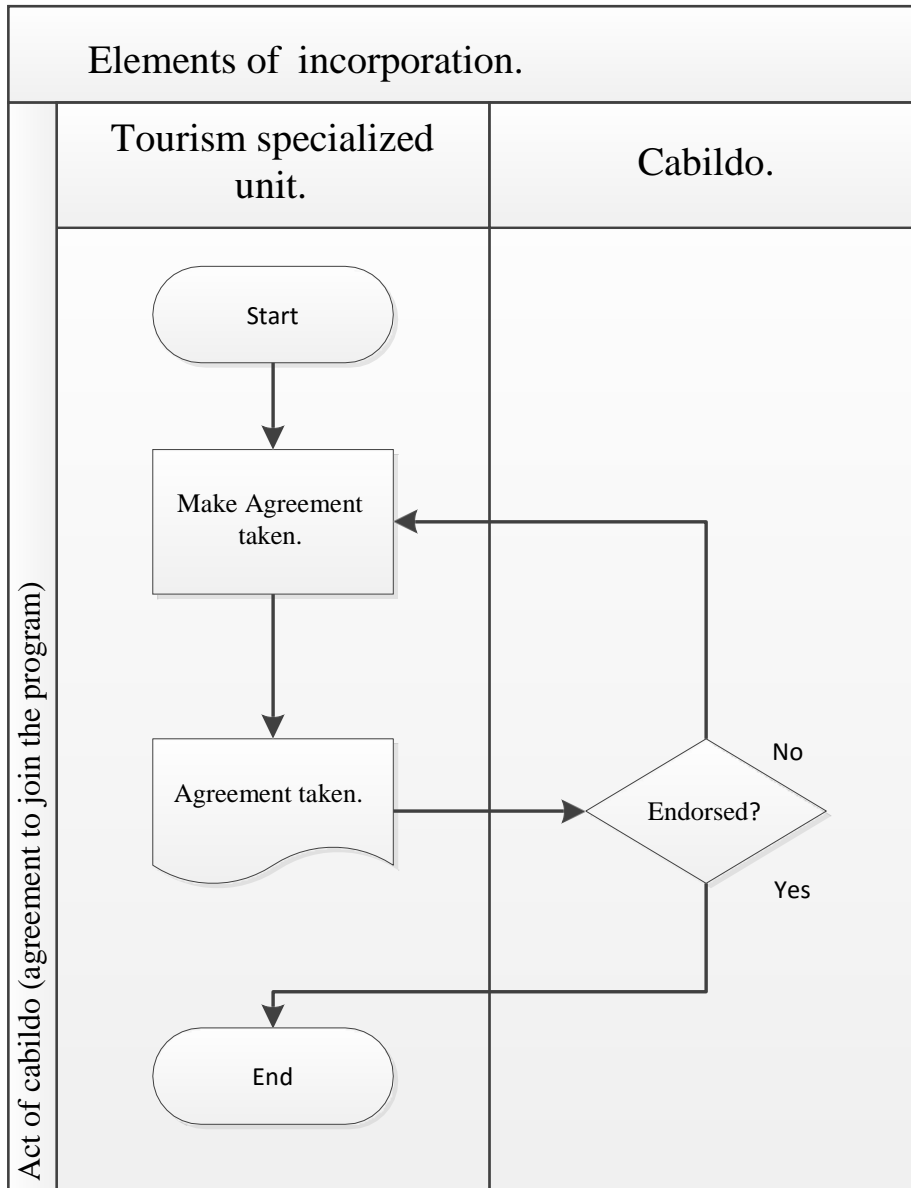 Elements of  incorporation.
Tourism specialized
unit.
Cabildo.
Act of cabildo (agreement to join the program)
Start
Make Agreement
taken.
Agreement taken.
No
Endorsed?
Yes
End